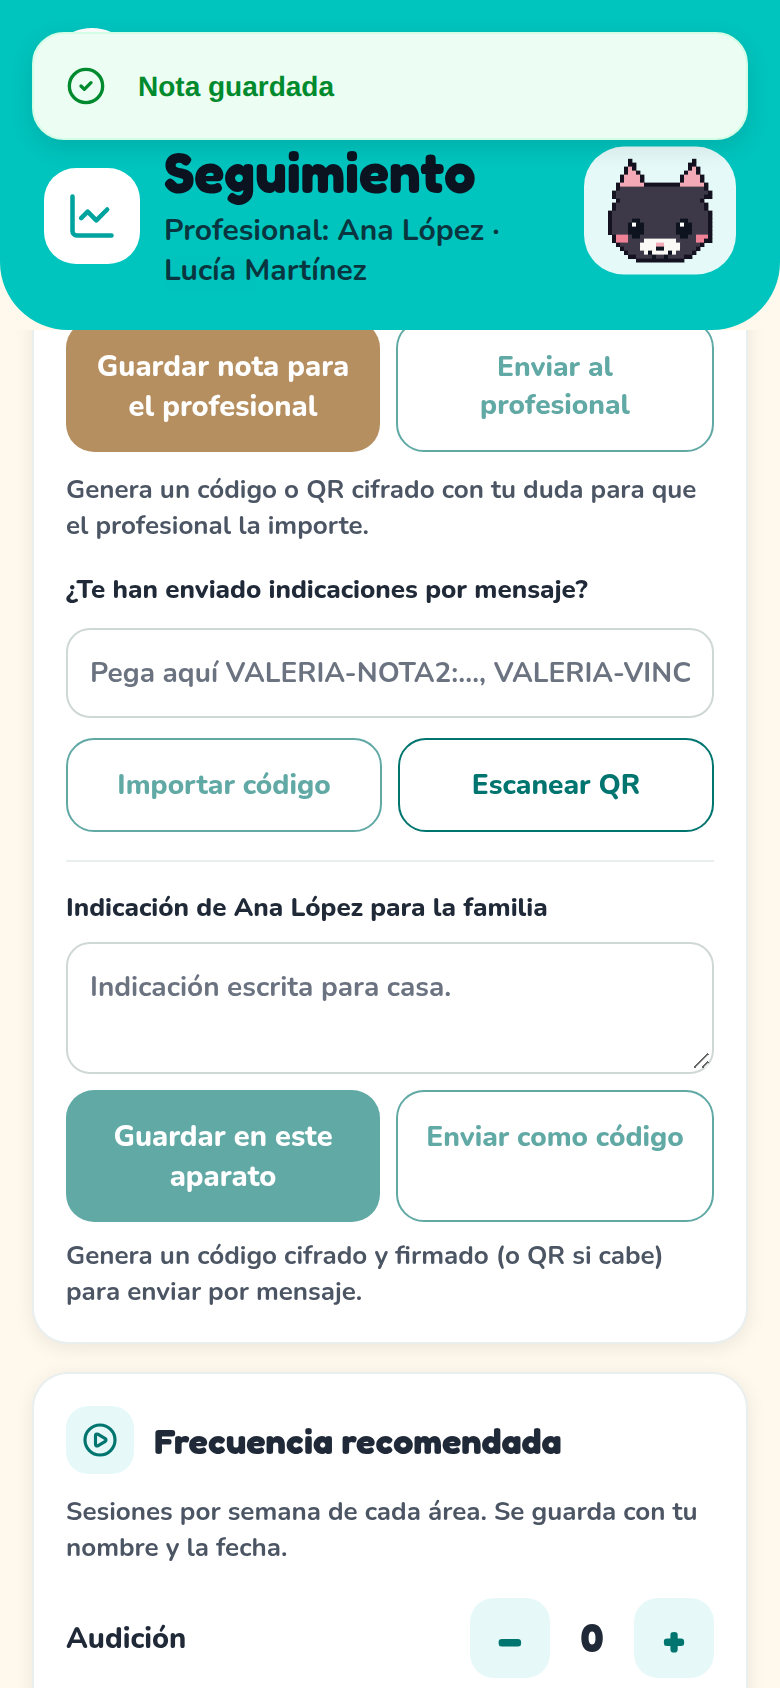 Nota guardada
Seguimiento
Profesional: Ana López ·
Lucía Martínez
Guardar nota para
el profesional
Enviar al
profesional
Genera un código o QR cifrado con tu duda para que
el profesional la importe.
¿Te han enviado indicaciones por mensaje?
Pega aquí VALERIA-NOTA2:..., VALERIA-VINC
Importar código
Escanear QR
Indicación de Ana López para la familia
Indicación escrita para casa.
Guardar en este
aparato
Enviar como código
Genera un código cifrado y firmado (o QR si cabe)
para enviar por mensaje.
Frecuencia recomendada
Sesiones por semana de cada área. Se guarda con tu
nombre y la fecha.
Audición
− 0 +